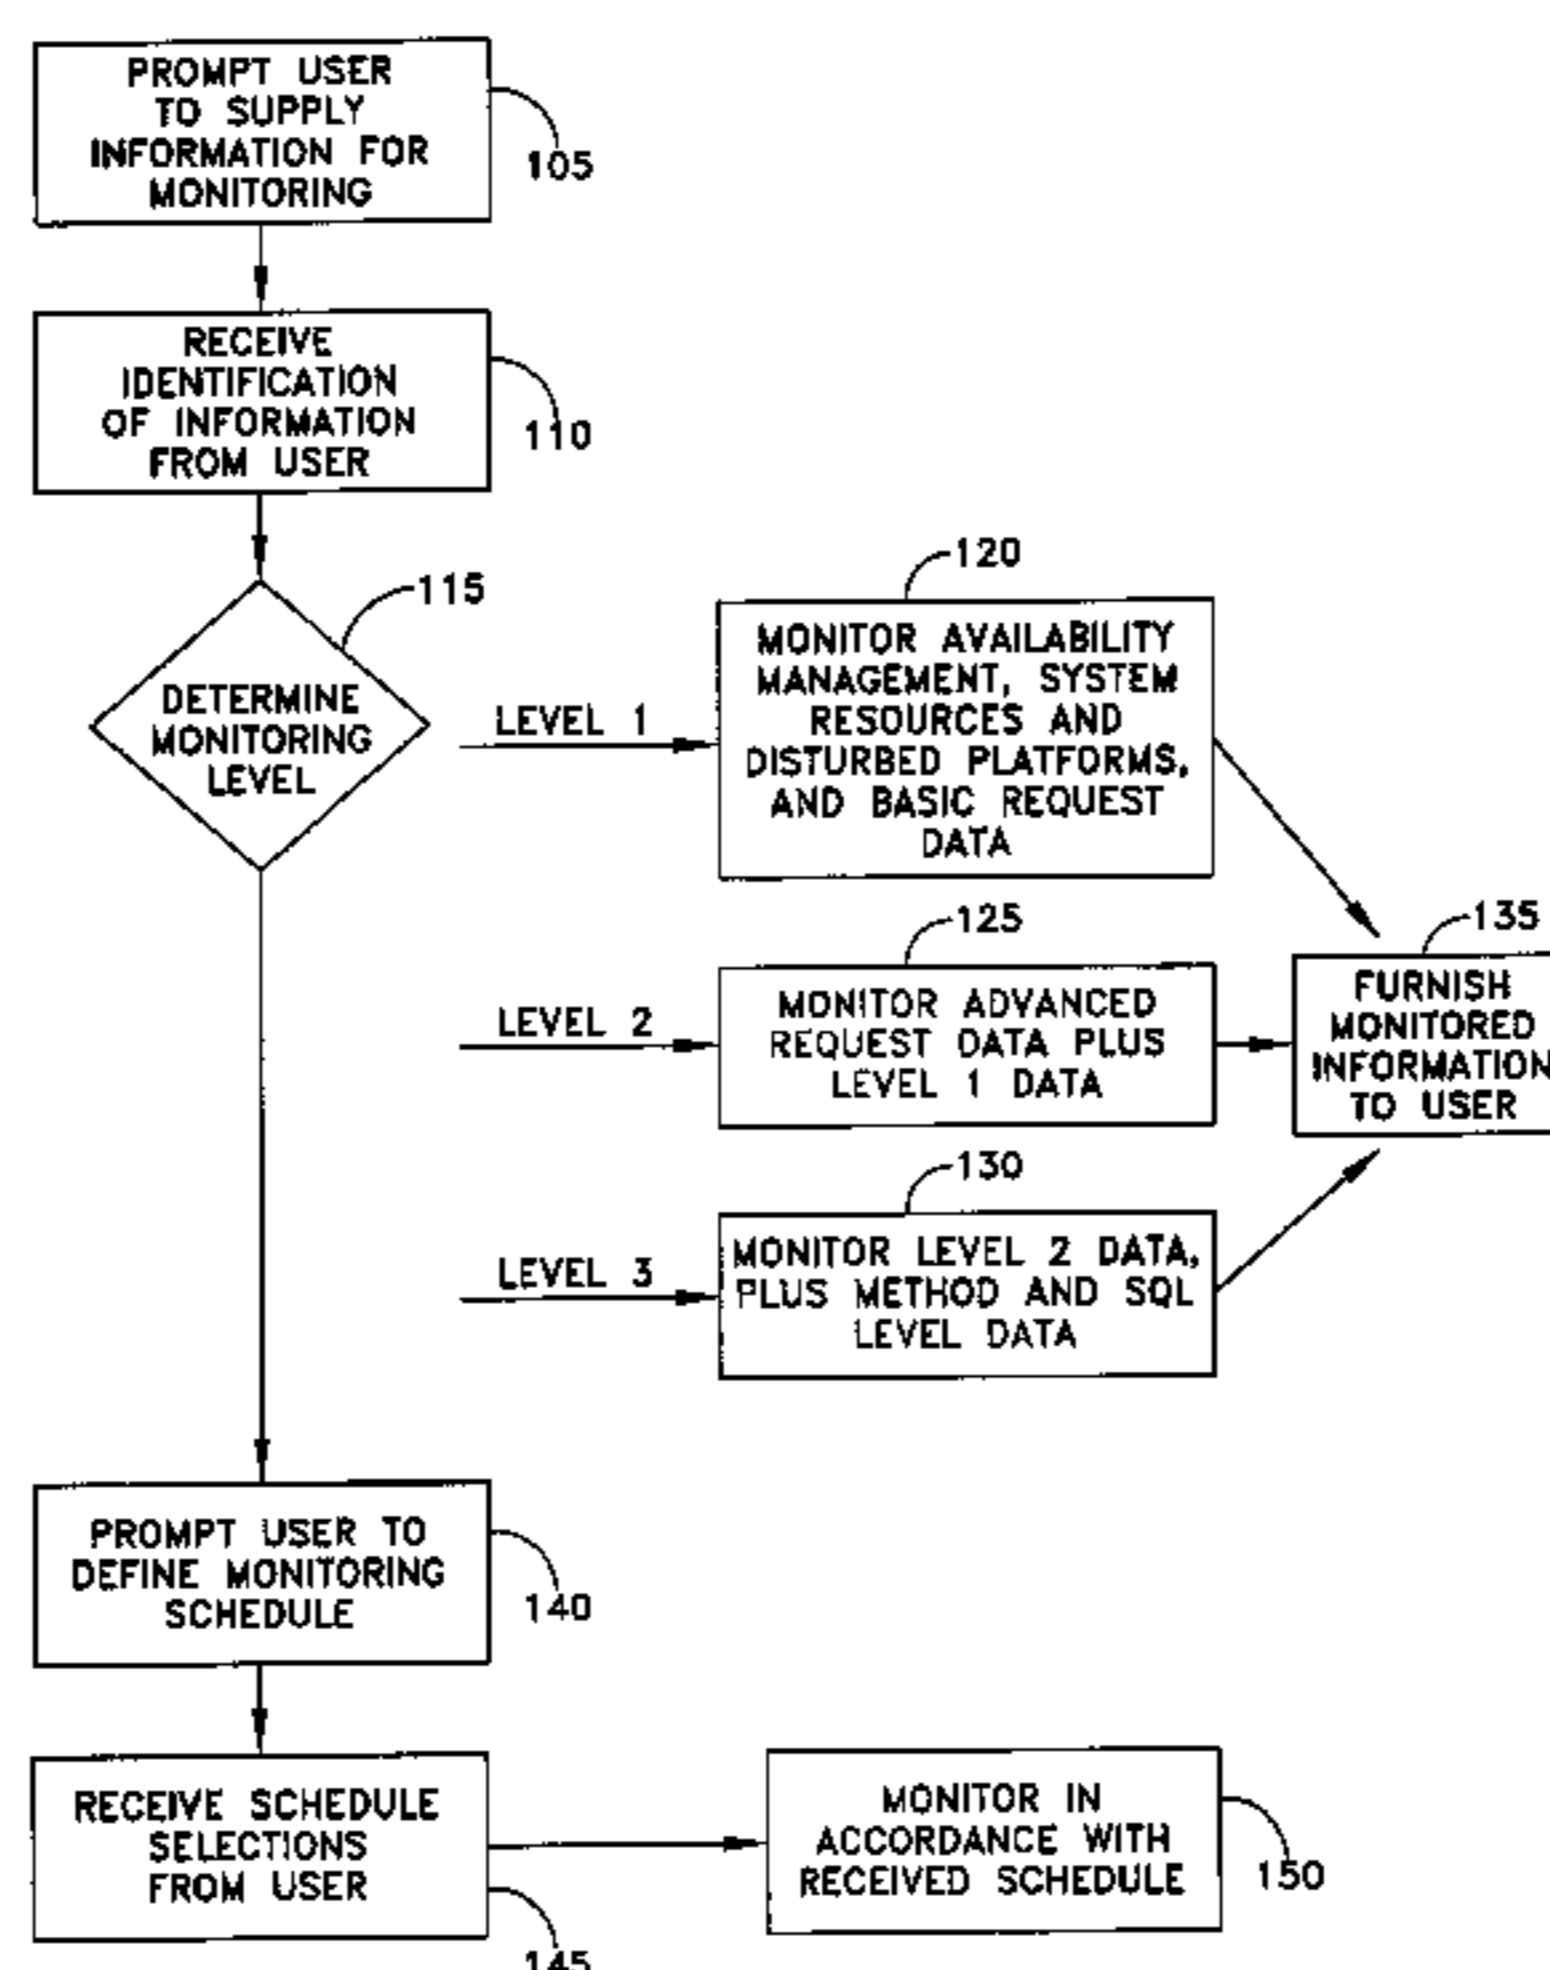 PROMPT USER
TO SUPPLY
INFORMATION FOR
MONITORING
105
RECEIVE
IDENTIFICATION
OF INFORMATION
FROM USER
110
115
DETERMINE
MONITORING
LEVEL
LEVEL 1
120
MONITOR AVAILABILITY
MANAGEMENT, SYSTEM
RESOURCES AND
DISTURBED PLATFORMS,
AND BASIC REQUEST
DATA
LEVEL 2
125
MONITOR ADVANCED
REQUEST DATA PLUS
LEVEL 1 DATA
135
FURNISH
MONITORED
INFORMATION
TO USER
LEVEL 3
130
MONITOR LEVEL 2 DATA,
PLUS METHOD AND SQL
LEVEL DATA
PROMPT USER TO
DEFINE MONITORING
SCHEDULE
140
RECEIVE SCHEDULE
SELECTIONS
FROM USER
145
MONITOR IN
ACCORDANCE WITH
RECEIVED SCHEDULE
150